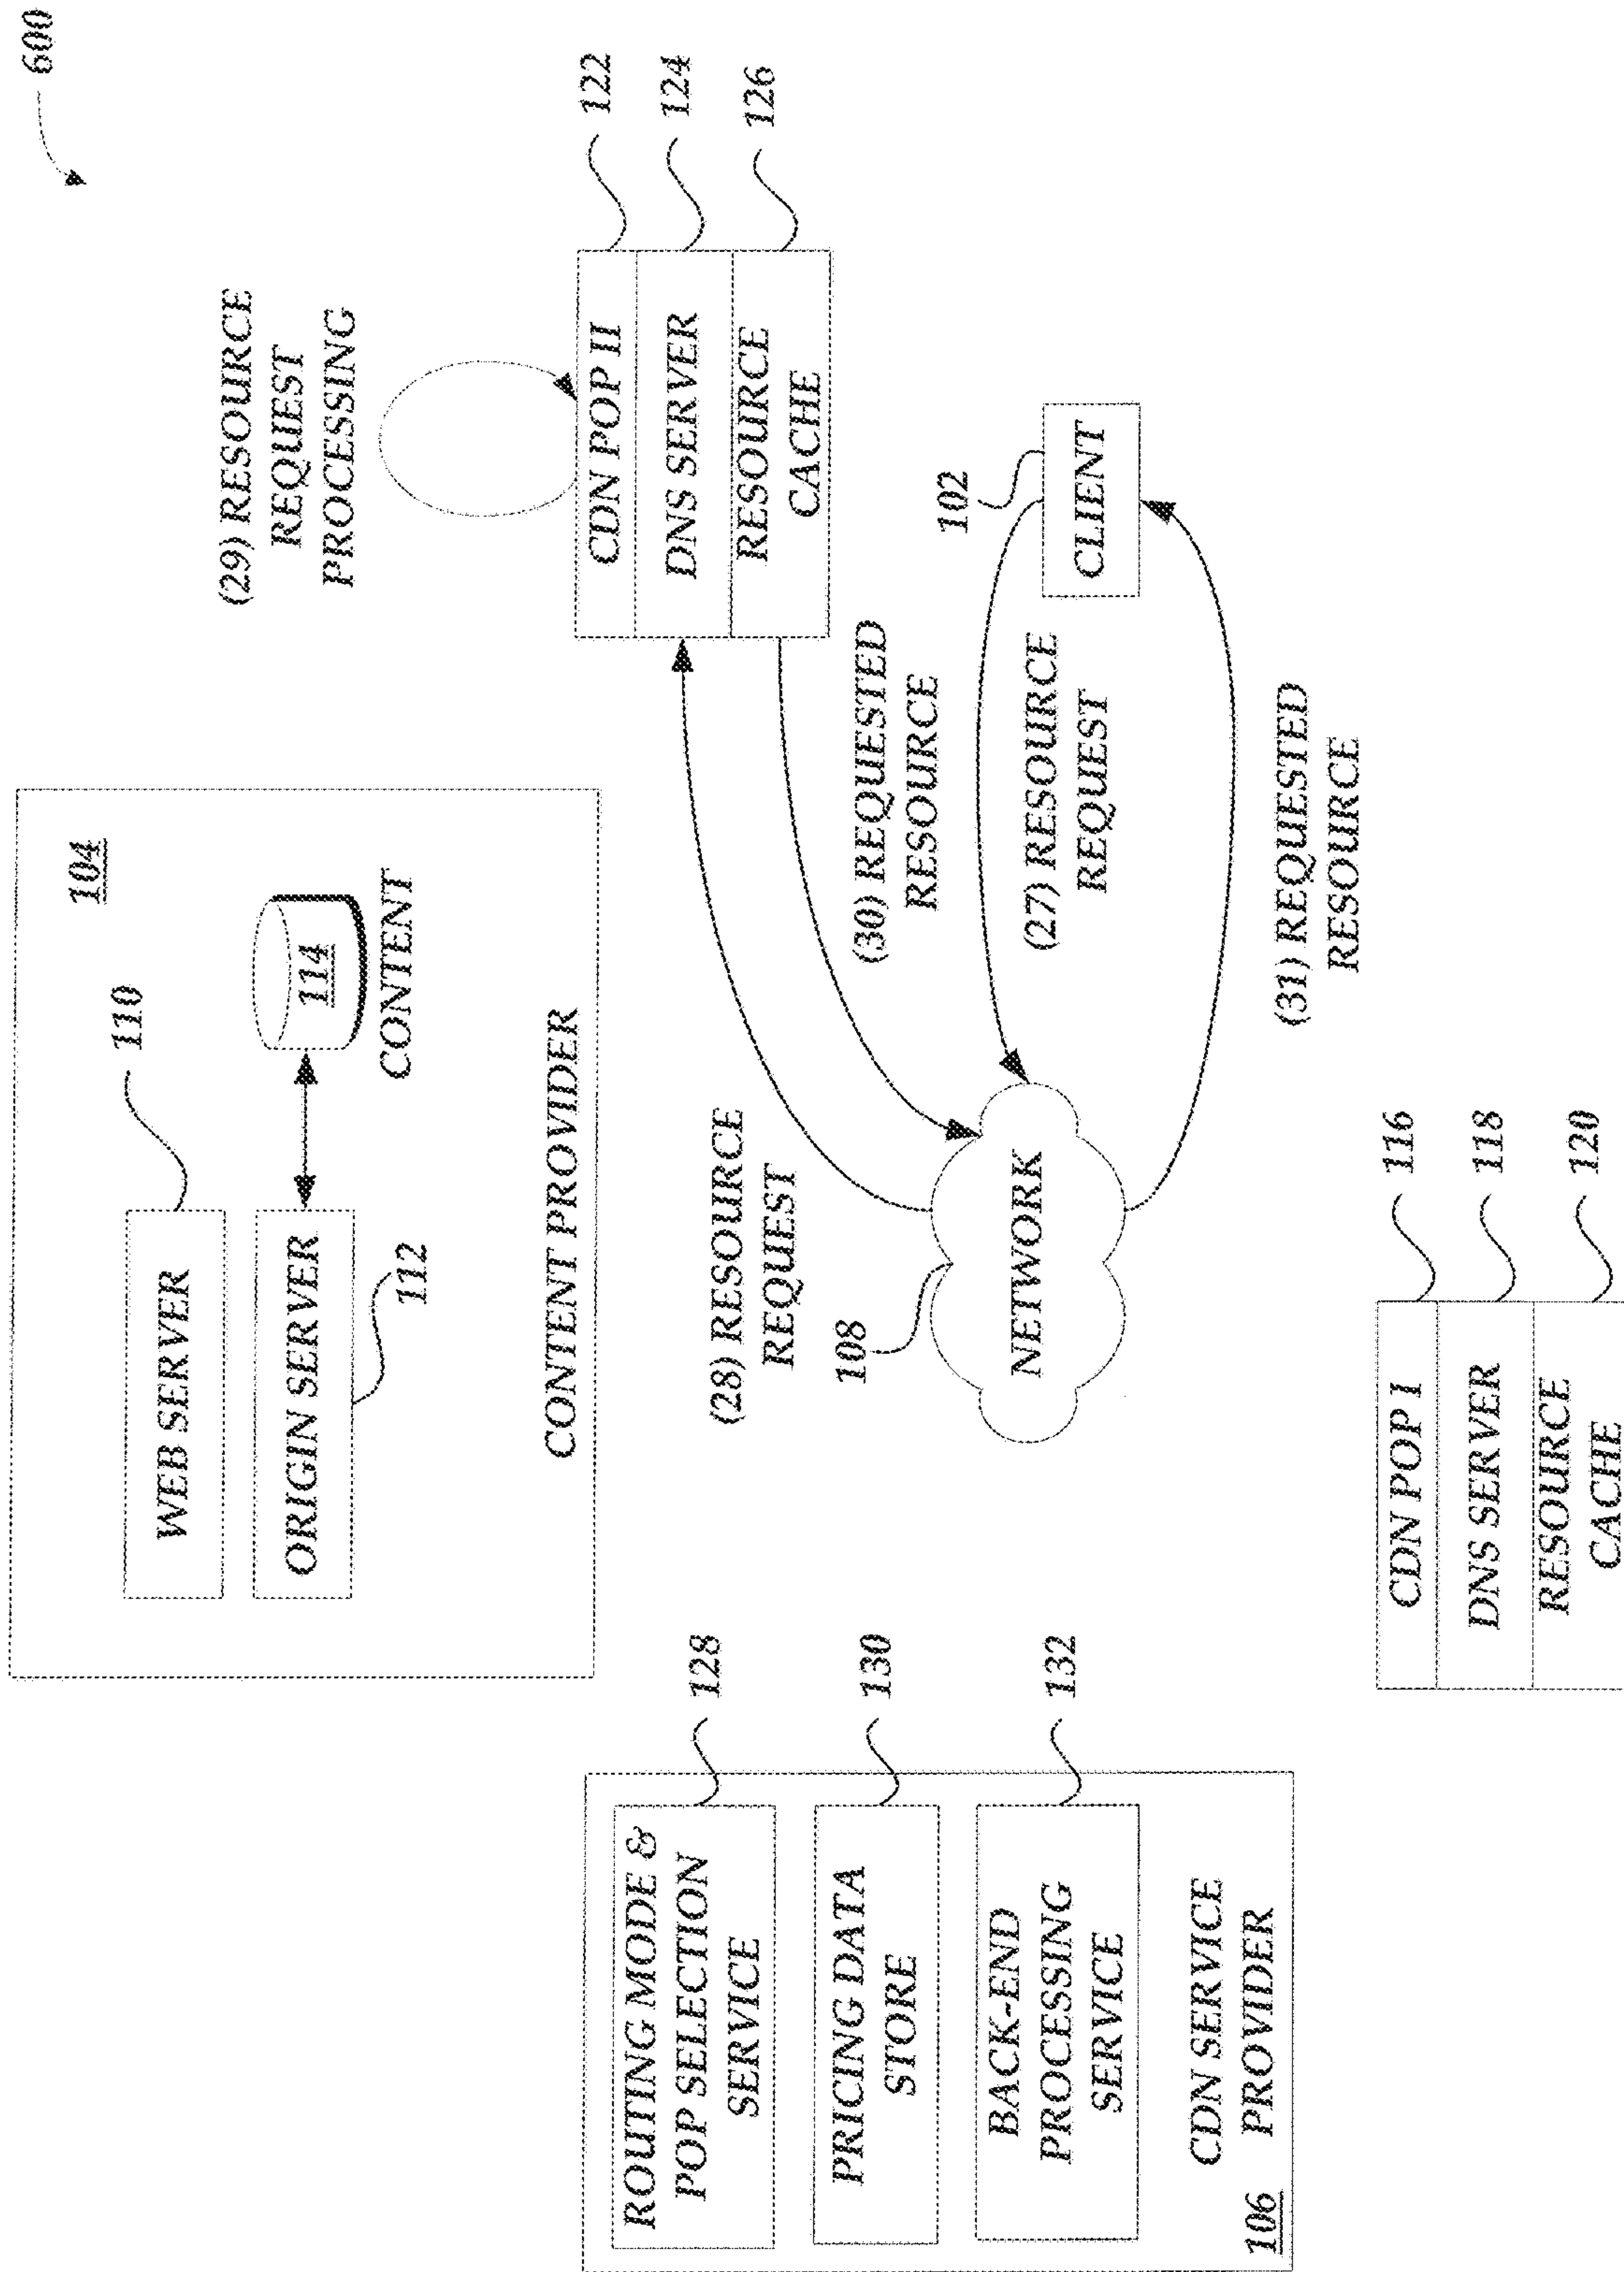 600
104
110
WEB SERVER
ORIGIN SERVER
114
CONTENT
112
CONTENT PROVIDER
(29) RESOURCE
REQUEST
PROCESSING
122
CDN POP II
124
DNS SERVER
126
RESOURCE
CACHE
128
ROUTING MODE &
POP SELECTION
SERVICE
130
PRICING DATA
STORE
132
BACK-END
PROCESSING
SERVICE
CDN SERVICE
PROVIDER
106
(28) RESOURCE
REQUEST
108
NETWORK
(30) REQUESTED
RESOURCE
102
CLIENT
(27) RESOURCE
REQUEST
(31) REQUESTED
RESOURCE
116
CDN POP I
118
DNS SERVER
120
RESOURCE
CACHE